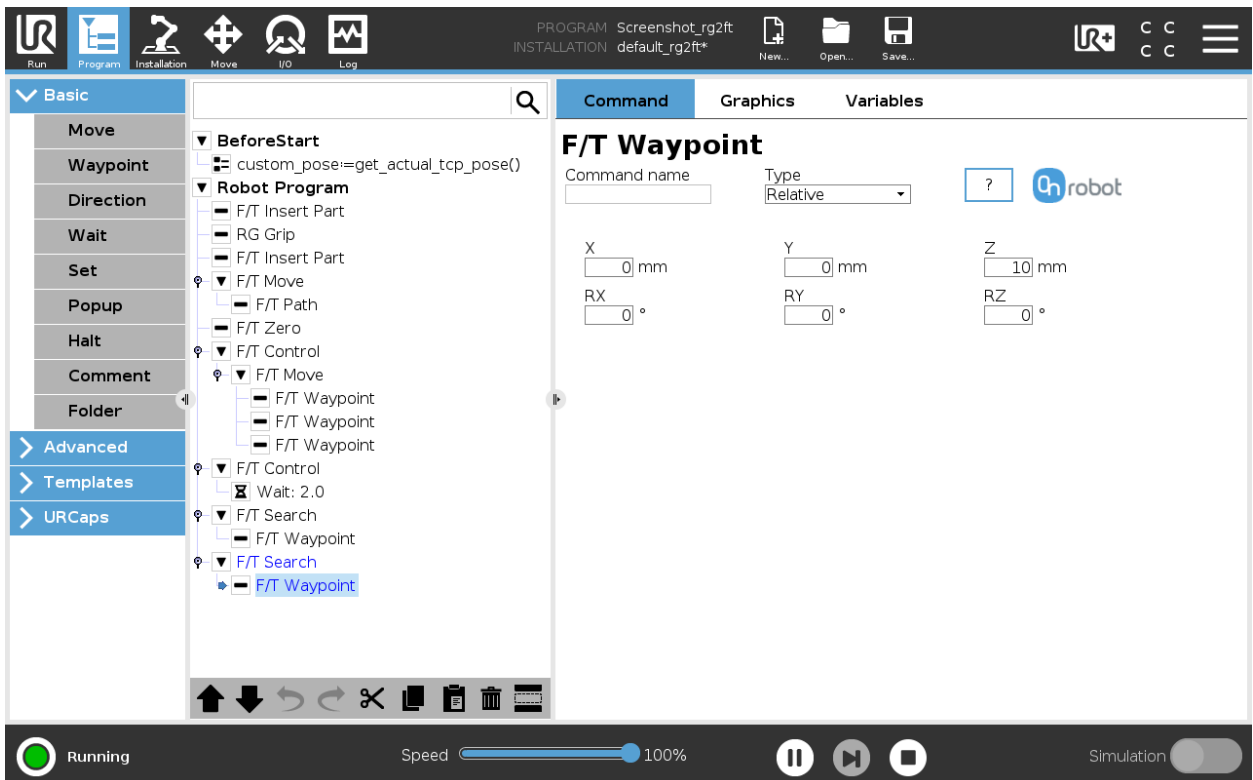 PROGRAM Screenshot_rg2ft
INSTALLATION default_rg2ft*
UR
Run
Program
Installation
Move
I/O
Log
New...
Open...
Save...
UR+
C C
C C
Basic
Move
Waypoint
Direction
Wait
Set
Popup
Halt
Comment
Folder
Advanced
Templates
URCaps
BeforeStart
custom_pose:=get_actual_tcp_pose()
Robot Program
F/T Insert Part
RG Grip
F/T Insert Part
F/T Move
F/T Path
F/T Zero
F/T Control
F/T Move
F/T Waypoint
F/T Waypoint
F/T Waypoint
F/T Control
Wait: 2.0
F/T Search
F/T Waypoint
F/T Search
F/T Waypoint
Command Graphics Variables
F/T Waypoint
Command name Type
Relative
?
On robot
X Y Z
0 mm 0 mm 10 mm
RX RY RZ
0 ° 0 ° 0 °
Running
Speed 100%
Simulation